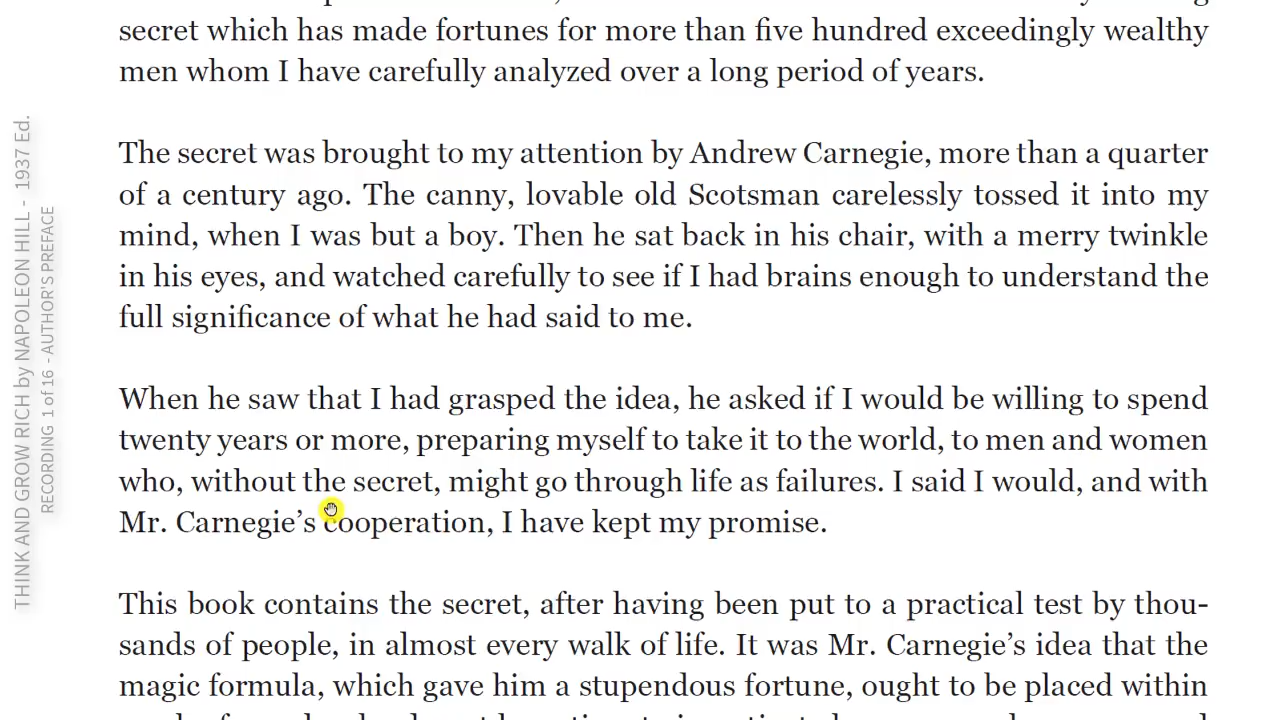 secret which has made fortunes for more than five hundred exceedingly wealthy
men whom I have carefully analyzed over a long period of years.
The secret was brought to my attention by Andrew Carnegie, more than a quarter
of a century ago. The canny, lovable old Scotsman carelessly tossed it into my
mind, when I was but a boy. Then he sat back in his chair, with a merry twinkle
in his eyes, and watched carefully to see if I had brains enough to understand the
full significance of what he had said to me.
When he saw that I had grasped the idea, he asked if I would be willing to spend
twenty years or more, preparing myself to take it to the world, to men and women
who, without the secret, might go through life as failures. I said I would, and with
Mr. Carnegie’s cooperation, I have kept my promise.
This book contains the secret, after having been put to a practical test by thou-
sands of people, in almost every walk of life. It was Mr. Carnegie’s idea that the
magic formula, which gave him a stupendous fortune, ought to be placed within
THINK AND GROW RICH by NAPOLEON HILL - 1937 Ed.
RECORDING 1 of 16 - AUTHOR'S PREFACE